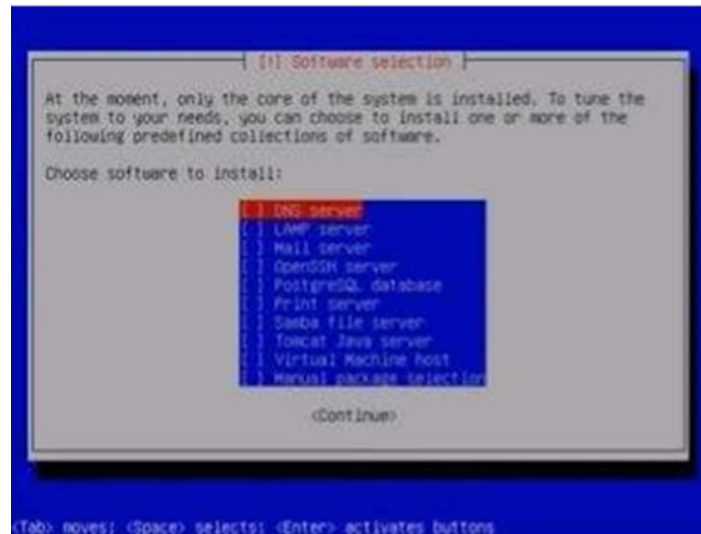 [!] Software selection
At the moment, only the core of the system is installed. To tune the
system to your needs, you can choose to install one or more of the
following predefined collections of software.
Choose software to install:
[ ] DNS server
[ ] LAMP server
[ ] Mail server
[ ] OpenSSH server
[ ] PostgreSQL database
[ ] Print server
[ ] Samba file server
[ ] Tomcat Java server
[ ] Virtual Machine host
[ ] Manual package selection
<Continue>
<Tab> moves; <Space> selects; <Enter> activates buttons